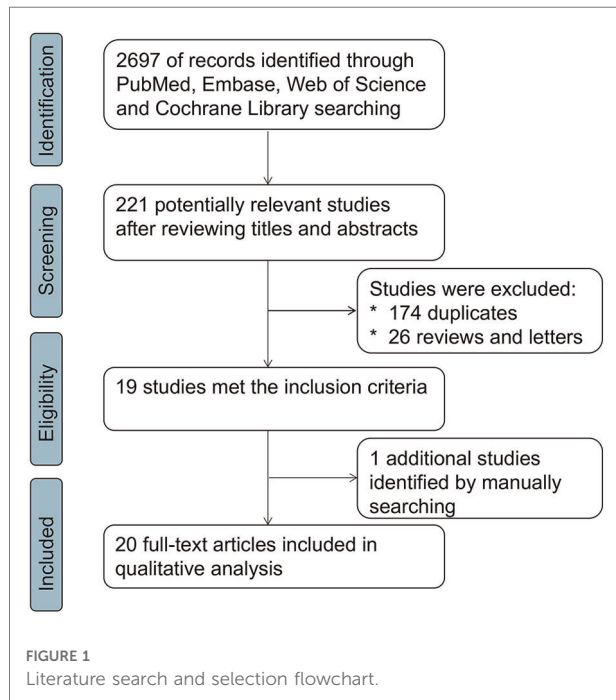 Identification
2697 of records identified through
PubMed, Embase, Web of Science
and Cochrane Library searching
Screening
221 potentially relevant studies
after reviewing titles and abstracts
Studies were excluded:
* 174 duplicates
* 26 reviews and letters
Eligibility
19 studies met the inclusion criteria
1 additional studies
identified by manually
searching
Included
20 full-text articles included in
qualitative analysis
FIGURE 1
Literature search and selection flowchart.